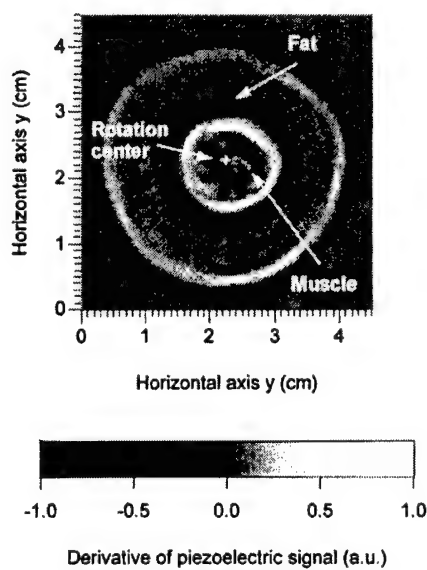 Horizontal axis y (cm)
4
3
2
1
0
Fat
Rotation
center
Muscle
0 1 2 3 4
Horizontal axis y (cm)
-1.0 -0.5 0.0 0.5 1.0
Derivative of piezoelectric signal (a.u.)